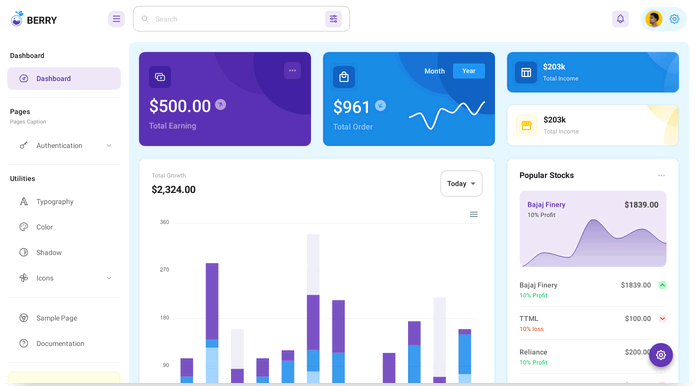 BERRY
Search
Dashboard
Dashboard
Pages
Pages Caption
Authentication
Utilities
Typography
Color
Shadow
Icons
Sample Page
Documentation
$500.00
Total Earning
Month
Year
$961
Total Order
$203k
Total Income
$203k
Total Income
Total Growth
$2,324.00
Today
360
270
180
90
Popular Stocks
Bajaj Finery
$1839.00
10% Profit
Bajaj Finery
$1839.00
10% Profit
TTML
$100.00
10% loss
Reliance
$200.00
10% Profit